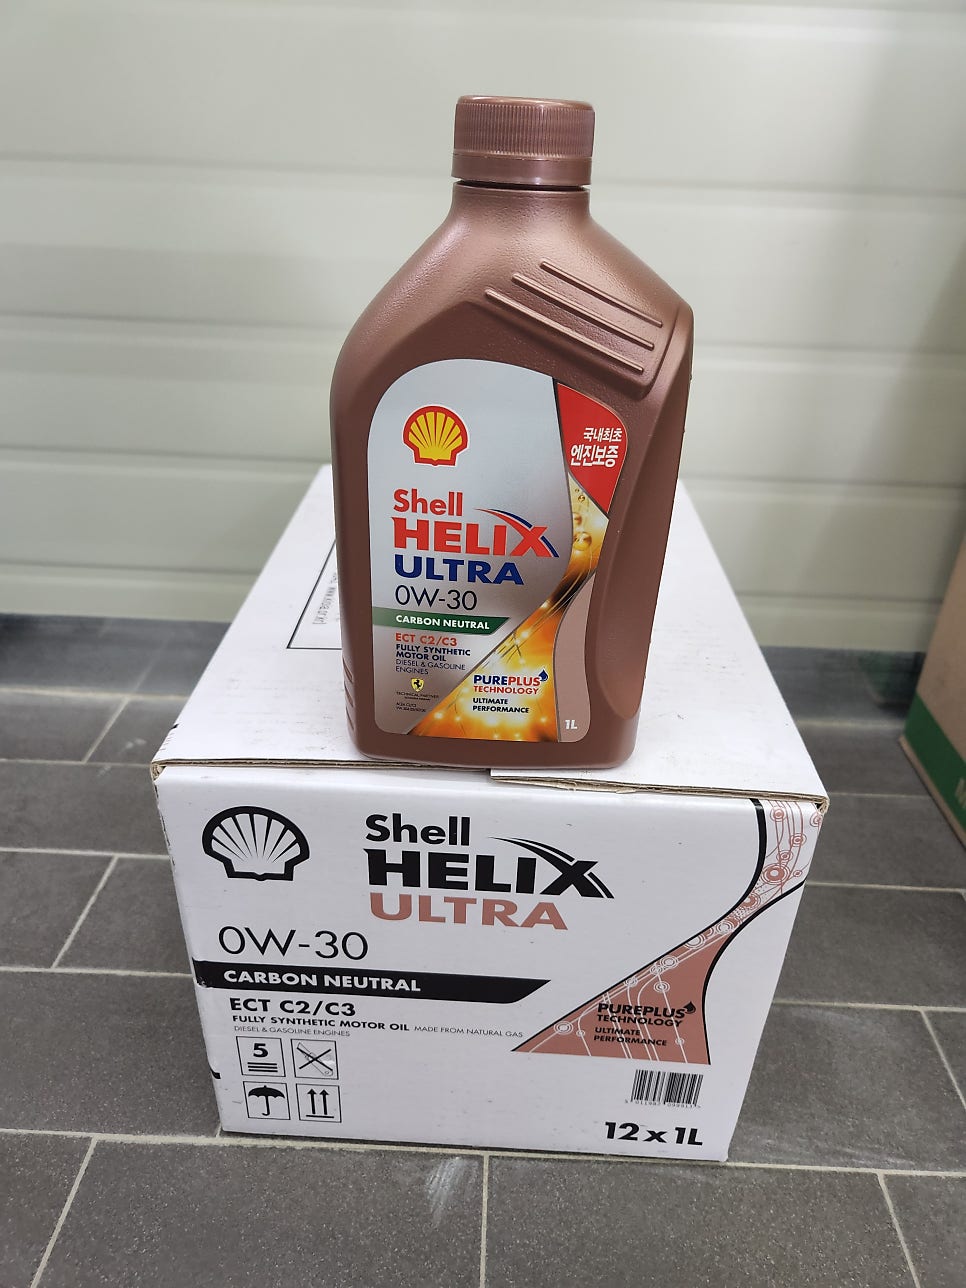 국내최초
엔진보증
Shell
HELIX
ULTRA
0W-30
CARBON NEUTRAL
ECT C2/C3
FULLY SYNTHETIC
MOTOR OIL
DIESEL & GASOLINE
ENGINES
PUREPLUS
TECHNOLOGY
ULTIMATE
PERFORMANCE
TECHNICAL PARTNER
1L
Shell
HELIX
ULTRA
0W-30
CARBON NEUTRAL
ECT C2/C3
FULLY SYNTHETIC MOTOR OIL MADE FROM NATURAL GAS
DIESEL & GASOLINE ENGINES
PUREPLUS
TECHNOLOGY
ULTIMATE
PERFORMANCE
5
12 x 1L